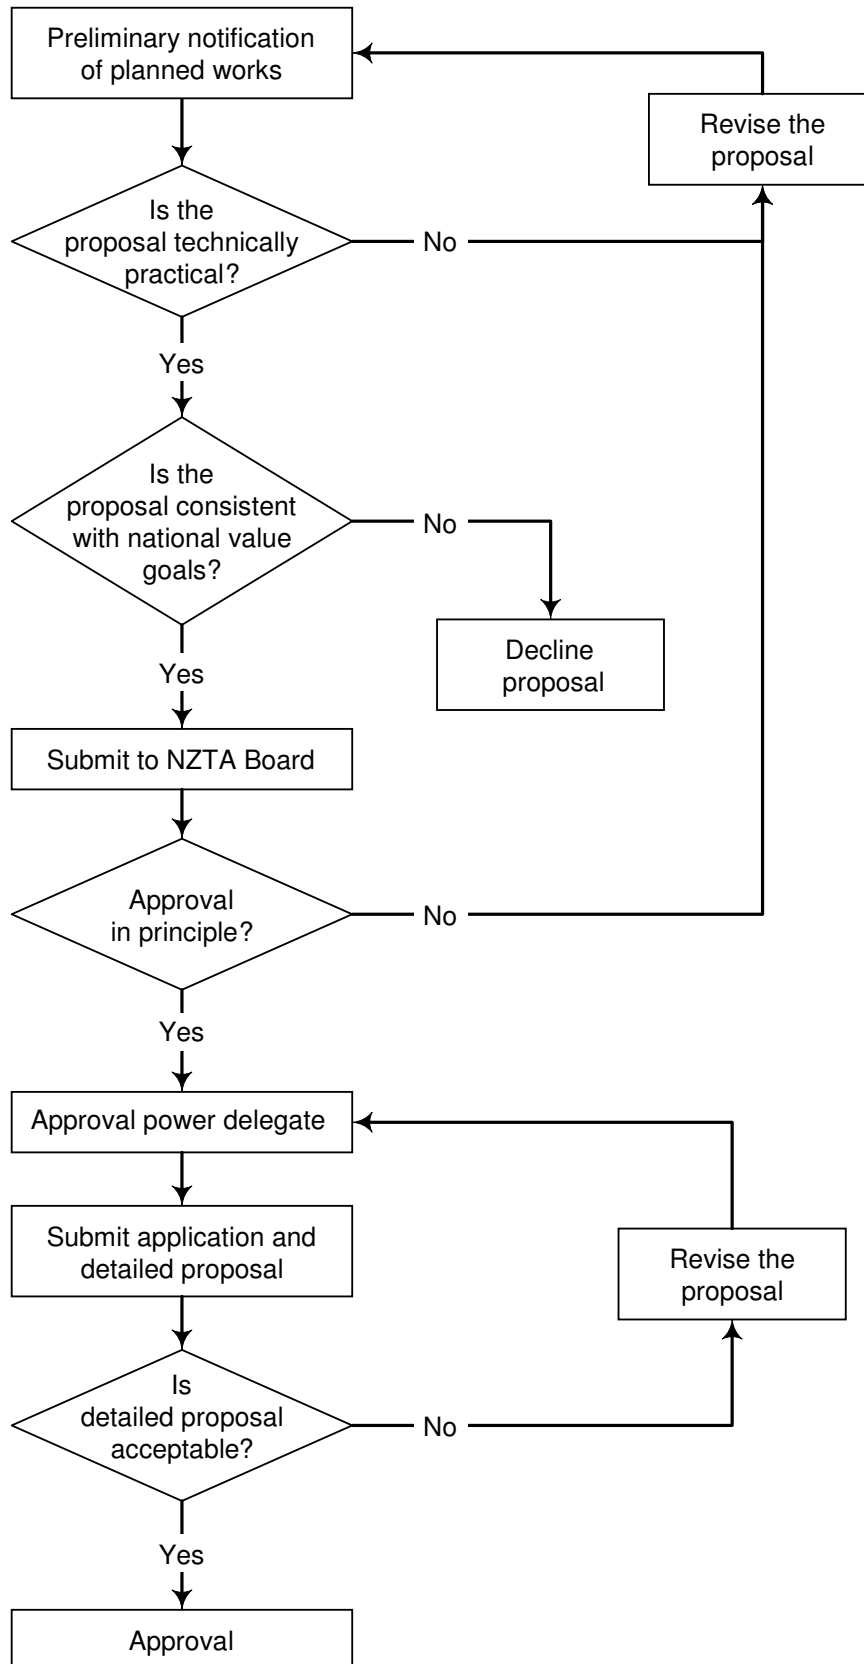 Preliminary notification
of planned works
Revise the
proposal
Is the
proposal technically
practical?
No
Yes
Is the
proposal consistent
with national value
goals?
No
Decline
proposal
Yes
Submit to NZTA Board
Approval
in principle?
No
Yes
Approval power delegate
Submit application and
detailed proposal
Revise the
proposal
Is
detailed proposal
acceptable?
No
Yes
Approval